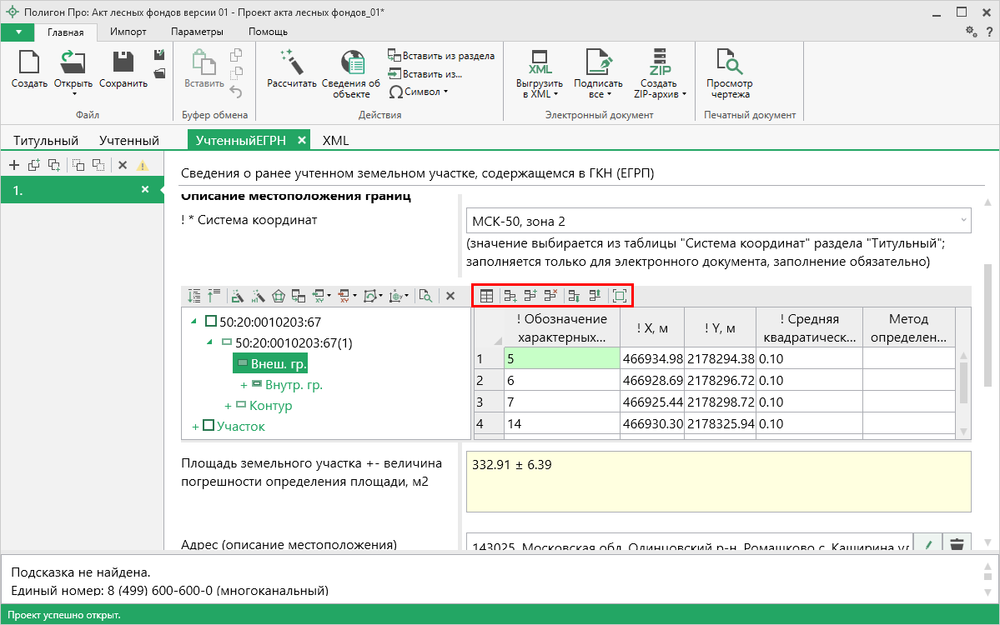 Полигон Про: Акт лесных фондов версии 01 - Проект акта лесных фондов_01*
Главная Импорт Параметры Помощь
?
Создать Открыть Сохранить
Файл
Вставить
Буфер обмена
Рассчитать Сведения об
объекте
Вставить из раздела
Вставить из...
Символ
Действия
XML
Выгрузить
в XML
Подписать
все
ZIP
Создать
ZIP-архив
Электронный документ
Просмотр
чертежа
Печатный документ
Титульный Учтенный УчтенныйЕГРН XML
1.
Сведения о ранее учтенном земельном участке, содержащемся в ГКН (ЕГРП)
Описание местоположения границ
! * Система координат
МСК-50, зона 2
(значение выбирается из таблицы "Система координат" раздела "Титульный";
заполняется только для электронного документа, заполнение обязательно)
50:20:0010203:67
50:20:0010203:67(1)
Внеш. гр.
+ Внутр. гр.
+ Контур
+ Участок
! Обозначение
характерных...
! X, м
! Y, м
! Средняя
квадратическ...
Метод
определен...
1 5 466934.98 2178294.38 0.10
2 6 466928.69 2178296.72 0.10
3 7 466925.44 2178298.72 0.10
4 14 466930.30 2178325.94 0.10
Площадь земельного участка +- величина
погрешности определения площади, м2
332.91 ± 6.39
Адрес (описание местоположения)
143025, Московская обл, Одинцовский р-н, Ромашково с, Каширина ул
Подсказка не найдена.
Единый номер: 8 (499) 600-600-0 (многоканальный)
Проект успешно открыт.